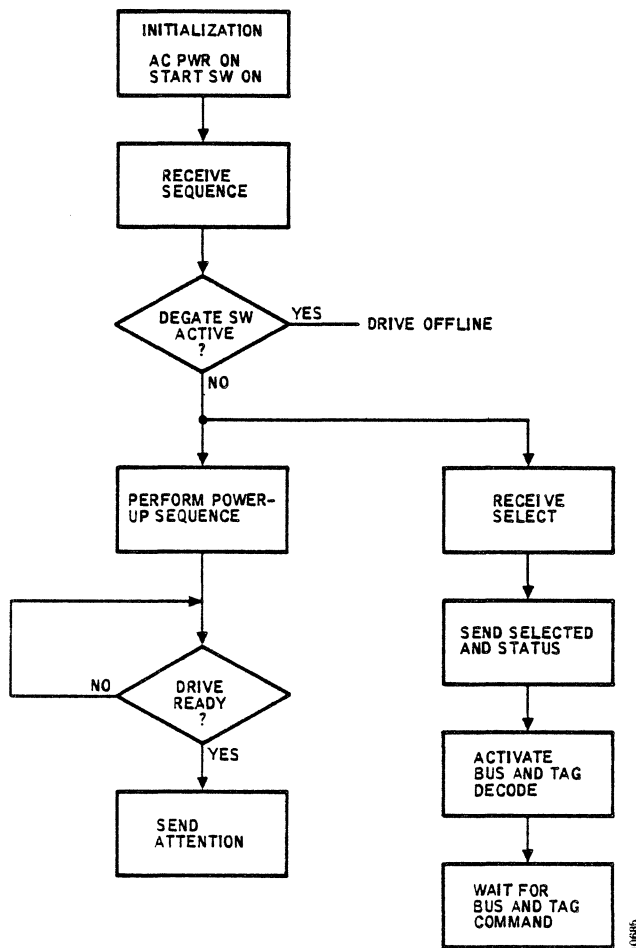 INITIALIZATION
AC PWR ON
START SW ON
RECEIVE
SEQUENCE
DEGATE SW
ACTIVE
?
YES
DRIVE OFFLINE
NO
PERFORM POWER-
UP SEQUENCE
DRIVE
READY
?
NO
YES
SEND
ATTENTION
RECEIVE
SELECT
SEND SELECTED
AND STATUS
ACTIVATE
BUS AND TAG
DECODE
WAIT FOR
BUS AND TAG
COMMAND